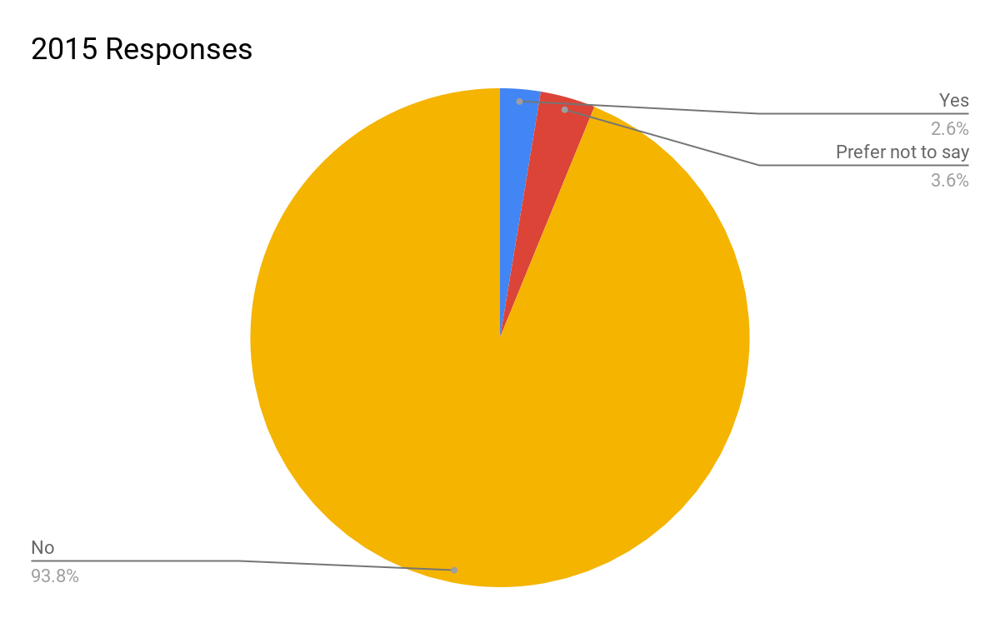 2015 Responses
Yes
2.6%
Prefer not to say
3.6%
No
93.8%